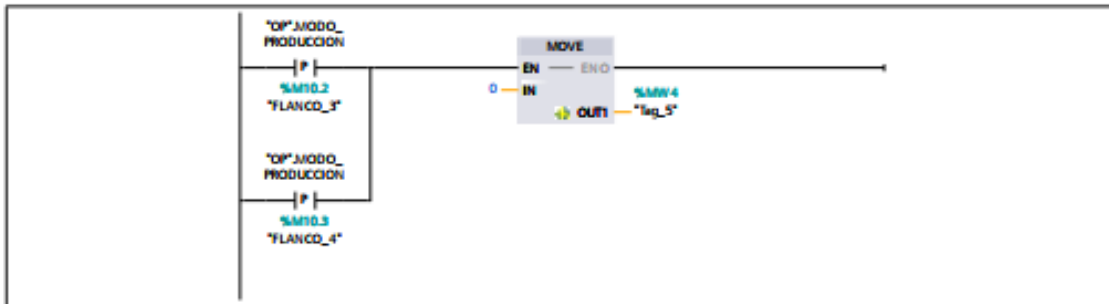 "OP".MODO_
PRODUCCION
P
%M10.2
"FLANCO_3"
MOVE
EN ENO
0 IN
OUT1
%MW4
"Tag_5"
"OP".MODO_
PRODUCCION
P
%M10.3
"FLANCO_4"